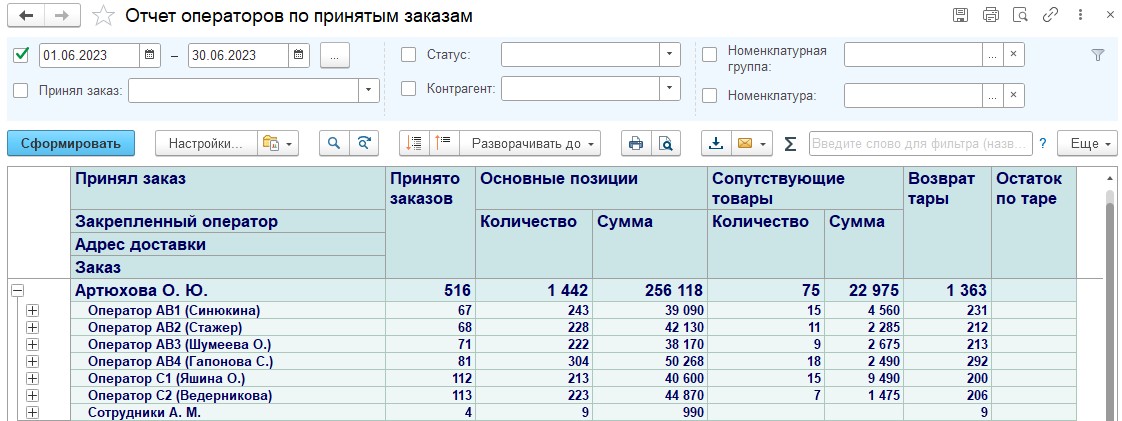 Отчет операторов по принятым заказам
01.06.2023 – 30.06.2023 ...
Статус:
Номенклатурная
группа:
...
Принял заказ:
Контрагент:
Номенклатура:
...
Сформировать Настройки... Разворачивать до Σ Введите слово для фильтра (назв... ? Еще
Принял заказ Принято заказов Основные позиции Сопутствующие товары Возврат тары Остаток по таре
Закрепленный оператор Количество Сумма Количество Сумма
Адрес доставки
Заказ
Артюхова О. Ю. 516 1 442 256 118 75 22 975 1 363
Оператор АВ1 (Синюкина) 67 243 39 090 15 4 560 231
Оператор АВ2 (Стажер) 68 228 42 130 11 2 285 212
Оператор АВ3 (Шумеева О.) 71 222 38 170 9 2 675 213
Оператор АВ4 (Гапонова С.) 81 304 50 268 18 2 490 292
Оператор С1 (Яшина О.) 112 213 40 600 15 9 490 200
Оператор С2 (Ведерникова) 113 223 44 870 7 1 475 206
Сотрудники А. М. 4 9 990 9